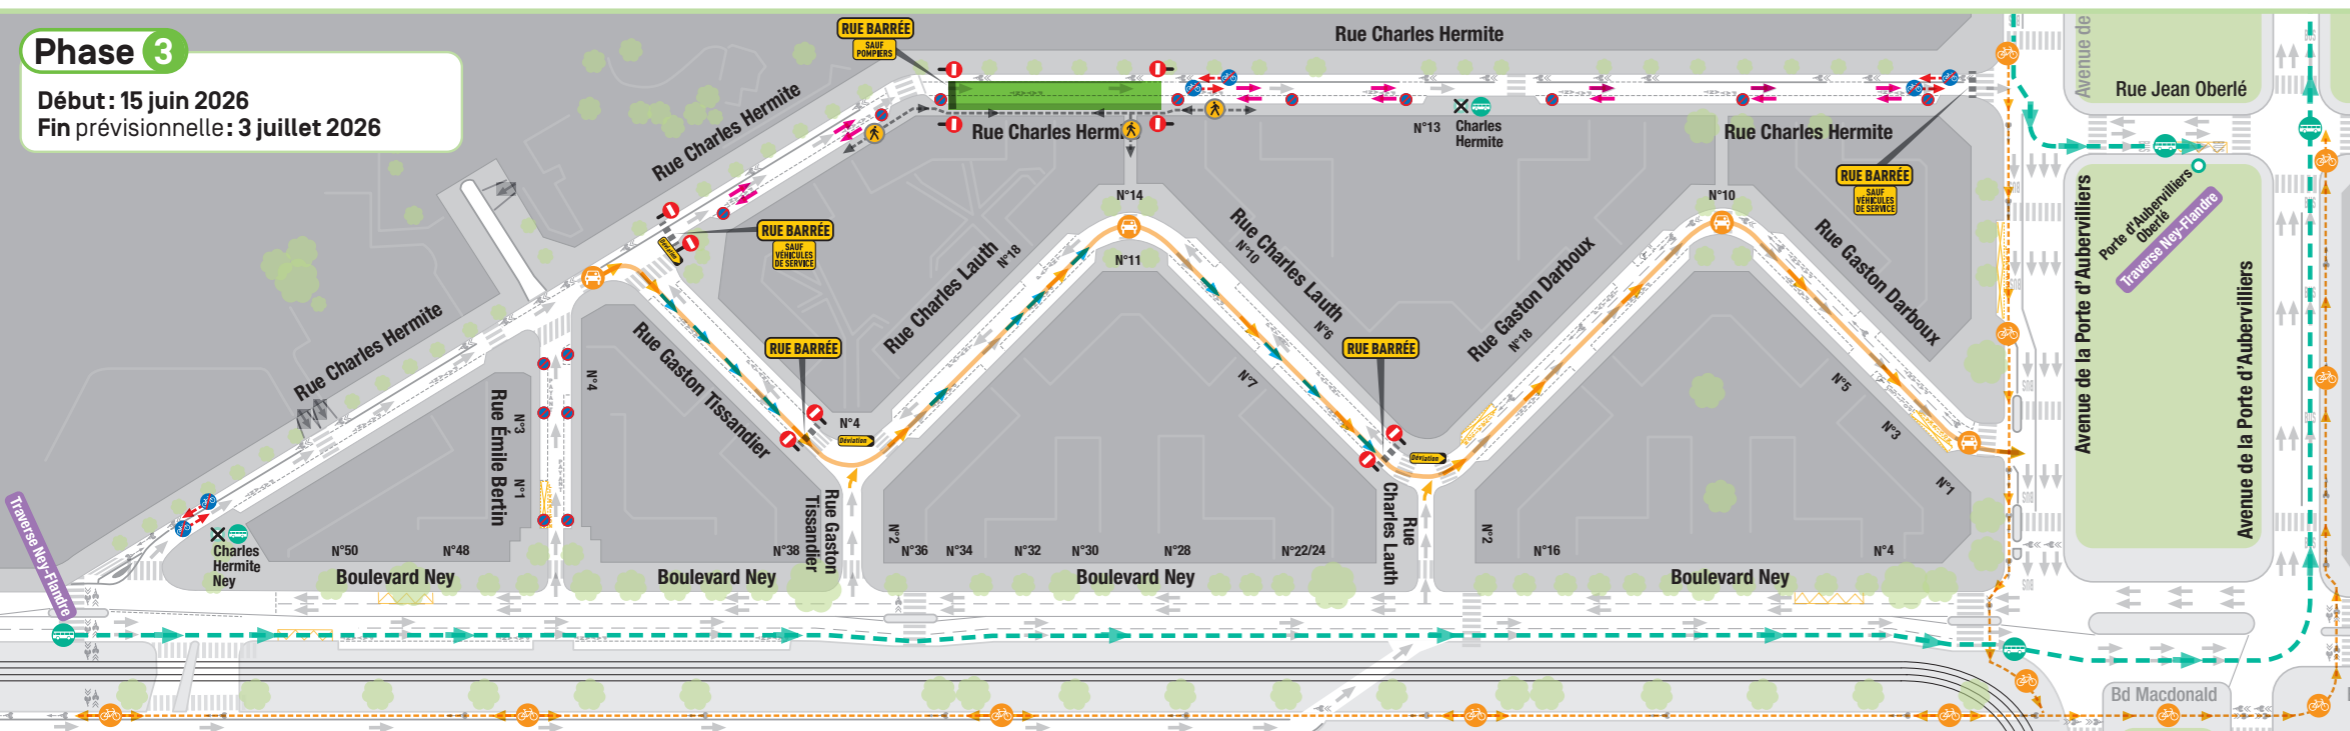 Phase 3
Début : 15 juin 2026
Fin prévisionnelle : 3 juillet 2026
RUE BARRÉE
SAUF
POMPIERS
Rue Charles Hermite
Avenue de
Rue Jean Oberlé
Rue Charles Hermite
Rue Charles Hermi
N°13
Charles
Hermite
Rue Charles Hermite
RUE BARRÉE
SAUF
VÉHICULES
DE SERVICE
RUE BARRÉE
SAUF
VÉHICULES
DE SERVICE
Déviation
N°14
N°11
N°10
Rue Charles Lauth
N°18
Rue Charles Lauth
N°10
N°6
N°7
Rue Gaston Darboux
N°18
Rue Gaston Darboux
N°5
N°3
N°1
Avenue de la Porte d'Aubervilliers
Porte d'Aubervilliers
Oberlé
Traverse Ney-Flandre
Avenue de la Porte d'Aubervilliers
Rue Charles Hermite
Rue Gaston Tissandier
RUE BARRÉE
RUE BARRÉE
N°4
Déviation
Déviation
Rue Émile Bertin
N°3
N°1
N°4
Rue Gaston
Tissandier
N°2
Rue
Charles Lauth
N°2
Traverse Ney-Flandre
Charles
Hermite
Ney
N°50
N°48
N°38
N°36
N°34
N°32
N°30
N°28
N°22/24
N°16
N°4
Boulevard Ney
Boulevard Ney
Boulevard Ney
Boulevard Ney
BUS
BUS
BUS
BUS
BUS
Bd Macdonald